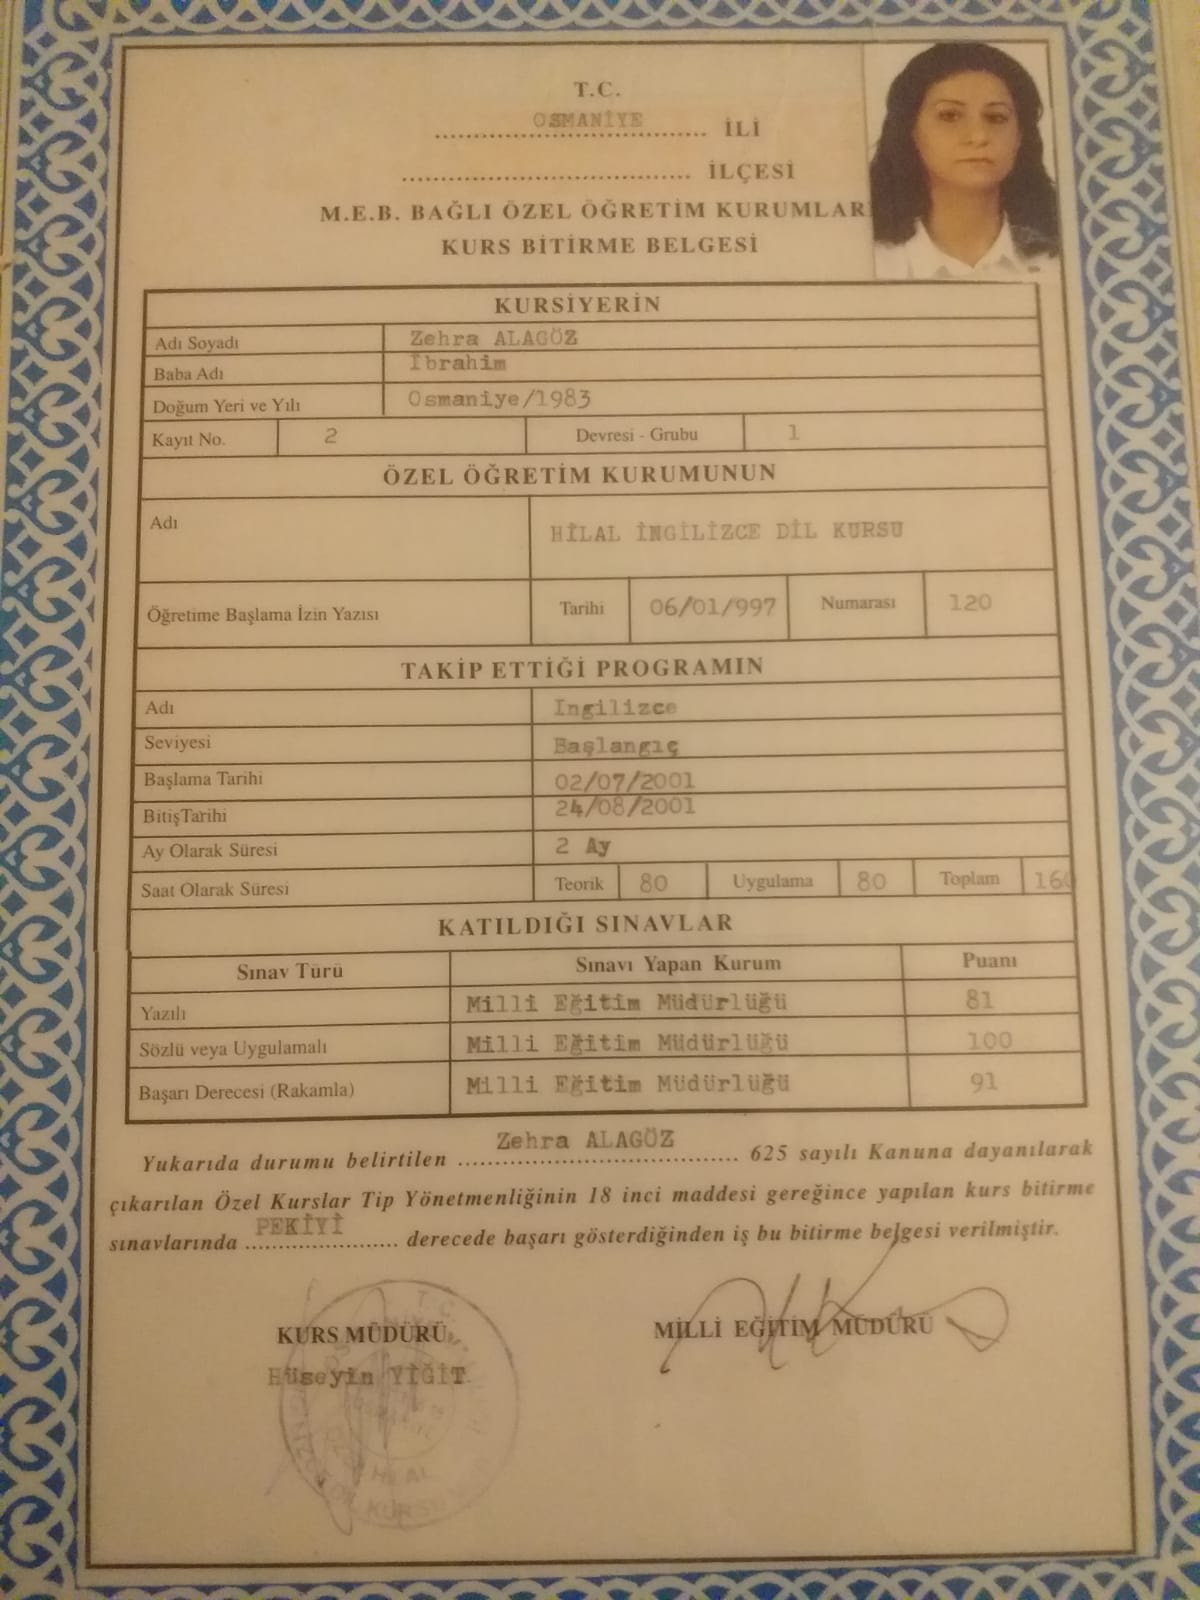 T.C.
OSMANİYE İLİ
................................ İLÇESİ
M.E.B. BAĞLI ÖZEL ÖĞRETİM KURUMLAR
KURS BİTİRME BELGESİ
KURSİYERİN
Adı Soyadı Zehra ALAGÖZ
Baba Adı İbrahim
Doğum Yeri ve Yılı Osmaniye/1983
Kayıt No. 2 Devresi - Grubu 1
ÖZEL ÖĞRETİM KURUMUNUN
Adı HİLAL İNGİLİZCE DİL KURSU
Öğretime Başlama İzin Yazısı Tarihi 06/01/997 Numarası 120
TAKİP ETTİĞİ PROGRAMIN
Adı Ingilizce
Seviyesi Başlangıç
Başlama Tarihi 02/07/2001
BitişTarihi 24/08/2001
Ay Olarak Süresi 2 Ay
Saat Olarak Süresi Teorik 80 Uygulama 80 Toplam 160
KATILDIĞI SINAVLAR
Sınav Türü Sınavı Yapan Kurum Puanı
Yazılı Milli Eğitim Müdürlüğü 81
Sözlü veya Uygulamalı Milli Eğitim Müdürlüğü 100
Başarı Derecesi (Rakamla) Milli Eğitim Müdürlüğü 91
Yukarıda durumu belirtilen Zehra ALAGÖZ 625 sayılı Kanuna dayanılarak
çıkarılan Özel Kurslar Tip Yönetmenliğinin 18 inci maddesi gereğince yapılan kurs bitirme
sınavlarında PEKİYİ derecede başarı gösterdiğinden iş bu bitirme belgesi verilmiştir.
KURS MÜDÜRÜ MİLLİ EĞİTİM MÜDÜRÜ
Hüseyin YİĞİT
T.C.